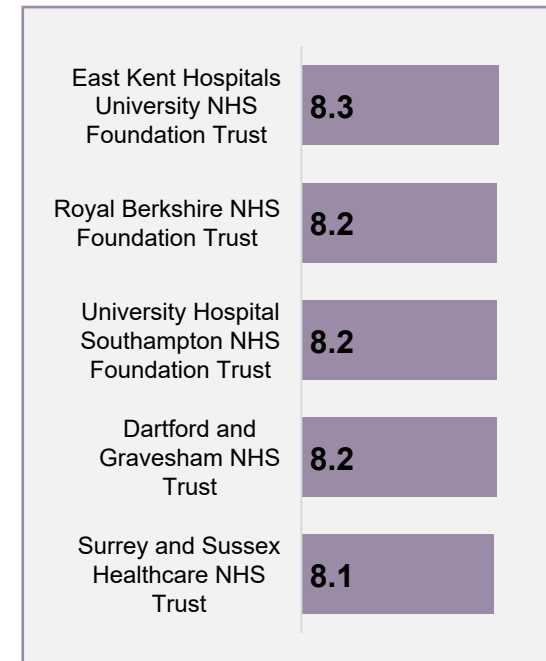 East Kent Hospitals
University NHS
Foundation Trust
8.3
Royal Berkshire NHS
Foundation Trust
8.2
University Hospital
Southampton NHS
Foundation Trust
8.2
Dartford and
Gravesham NHS
Trust
8.2
Surrey and Sussex
Healthcare NHS
Trust
8.1